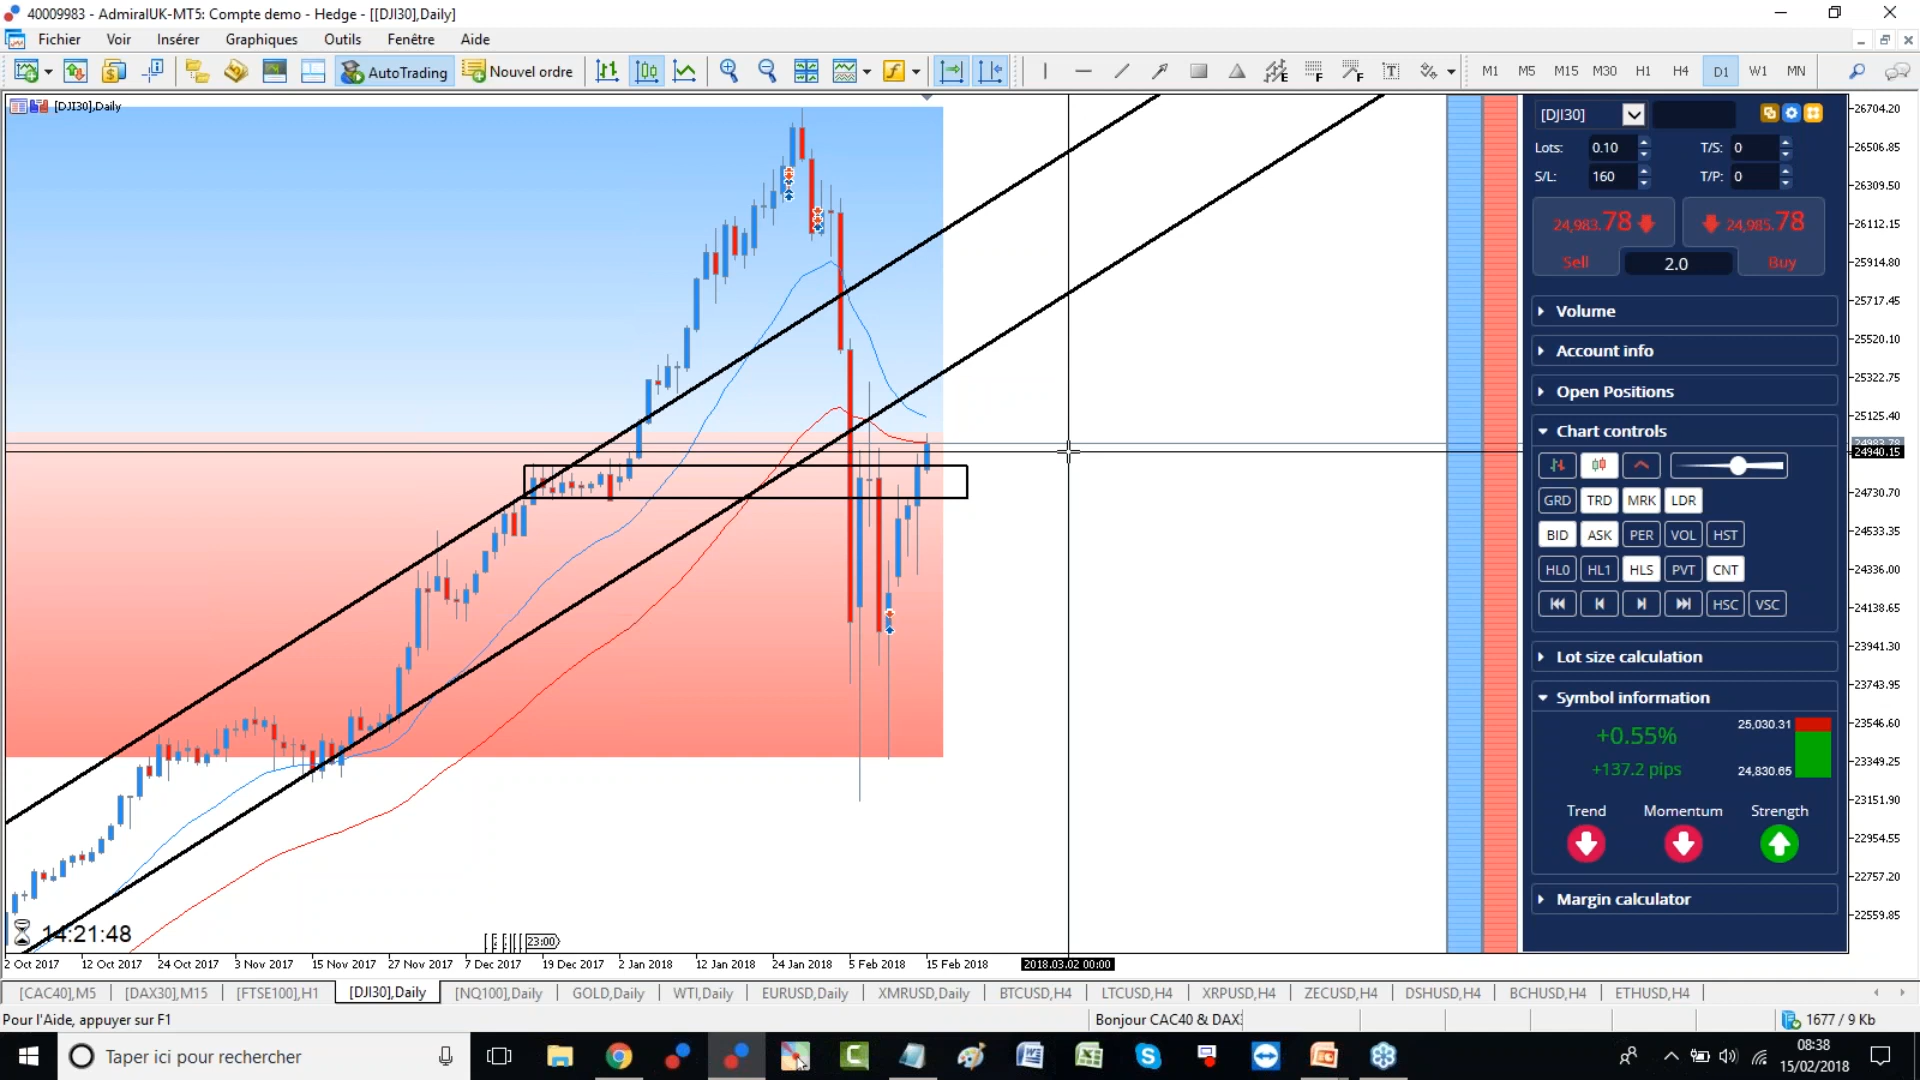 40009983 - AdmiralUK-MT5: Compte demo - Hedge - [[DJI30],Daily]
Fichier Voir Insérer Graphiques Outils Fenêtre Aide
AutoTrading Nouvel ordre M1 M5 M15 M30 H1 H4 D1 W1 MN
[DJI30],Daily
[DJI30]
Lots: 0.10 T/S: 0
S/L: 160 T/P: 0
24,983.78 24,985.78
Sell 2.0 Buy
Volume
Account info
Open Positions
Chart controls
GRD TRD MRK LDR
BID ASK PER VOL HST
HL0 HL1 HLS PVT CNT
HSC VSC
Lot size calculation
Symbol information
+0.55% 25,030.31
+137.2 pips 24,830.65
Trend Momentum Strength
Margin calculator
26704.20
26506.85
26309.50
26112.15
25914.80
25717.45
25520.10
25322.75
25125.40
24940.15
24730.70
24533.35
24336.00
24138.65
23941.30
23743.95
23546.60
23349.25
23151.90
22954.55
22757.20
22559.85
14:21:48
23:00
2 Oct 2017 12 Oct 2017 24 Oct 2017 3 Nov 2017 15 Nov 2017 27 Nov 2017 7 Dec 2017 19 Dec 2017 2 Jan 2018 12 Jan 2018 24 Jan 2018 5 Feb 2018 15 Feb 2018 2018.03.02 00:00
[CAC40],M5 [DAX30],M15 [FTSE100],H1 [DJI30],Daily [NQ100],Daily GOLD,Daily WTI,Daily EURUSD,Daily XMRUSD,Daily BTCUSD,H4 LTCUSD,H4 XRPUSD,H4 ZECUSD,H4 DSHUSD,H4 BCHUSD,H4 ETHUSD,H4
Pour l'Aide, appuyer sur F1 Bonjour CAC40 & DAX 1677 / 9 Kb
Taper ici pour rechercher
08:38
15/02/2018